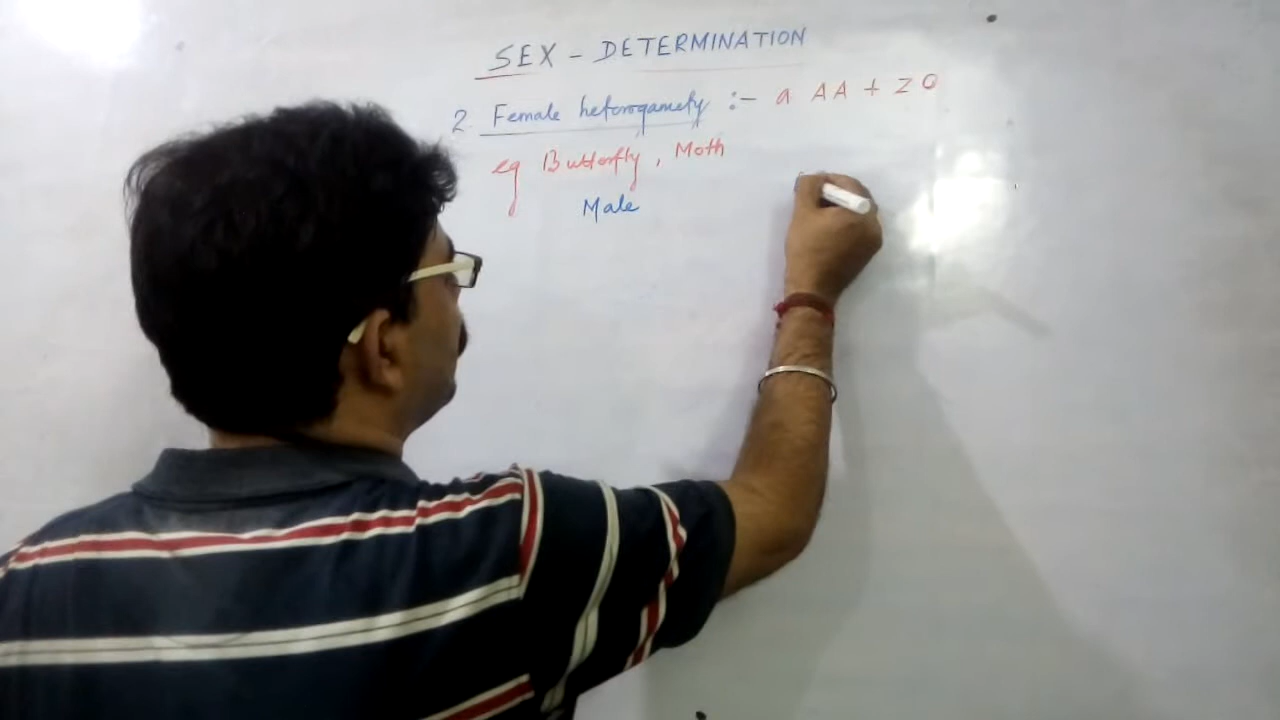 SEX - DETERMINATION
2. Female heterogamety :- a AA + ZO
eg Butterfly, Moth
Male